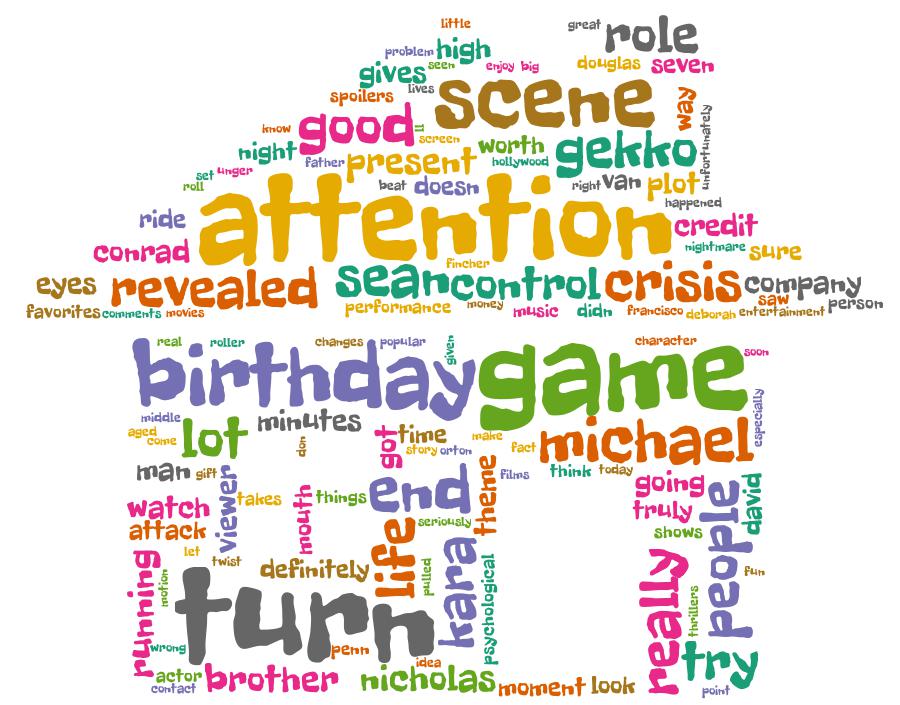 little
great
role
problem
high
gives
seen
enjoy
big
douglas
seven
lives
spoilers
scene
way
know
good
ll
screen
unfortunately
night
father
present
worth
hollywood
gekko
set
unger
roll
beat
doesn
right
van
plot
happened
attention
ride
credit
conrad
nightmare
sure
fincher
eyes
revealed
sean
control
crisis
company
favorites
comments
movies
performance
money
music
didn
francisco
deborah
saw
entertainment
person
real
roller
changes
popular
given
character
soon
birthday
game
especially
middle
minutes
aged
come
lot
don
got
time
story
orton
make
fact
michael
man
gift
viewer
takes
mouth
things
end
theme
films
think
today
going
people
david
watch
attack
truly
shows
seriously
let
twist
life
definitely
running
motion
pulled
kara
psychological
really
thrillers
fun
turn
wrong
penn
idea
try
actor
contact
brother
nicholas
moment
look
point